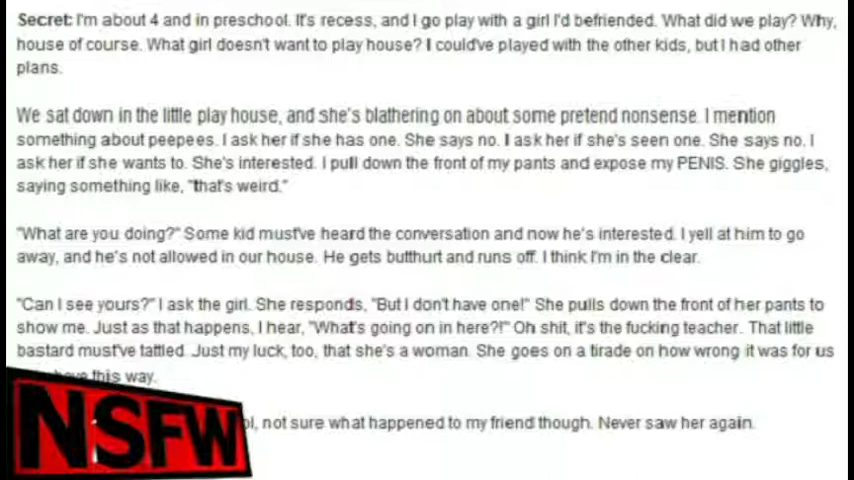 Secret: I'm about 4 and in preschool. It's recess, and I go play with a girl I'd befriended. What did we play? Why,
house of course. What girl doesn't want to play house? I could've played with the other kids, but I had other
plans.
We sat down in the little play house, and she's blathering on about some pretend nonsense. I mention
something about peepees. I ask her if she has one. She says no. I ask her if she's seen one. She says no. I
ask her if she wants to. She's interested. I pull down the front of my pants and expose my PENIS. She giggles,
saying something like, "that's weird."
"What are you doing?" Some kid must've heard the conversation and now he's interested. I yell at him to go
away, and he's not allowed in our house. He gets butthurt and runs off. I think I'm in the clear.
"Can I see yours?" I ask the girl. She responds, "But I don't have one!" She pulls down the front of her pants to
show me. Just as that happens, I hear, "What's going on in here?!" Oh shit, it's the fucking teacher. That little
bastard must've tattled. Just my luck, too, that she's a woman. She goes on a tirade on how wrong it was for us
this way.
not sure what happened to my friend though. Never saw her again.
NSFW